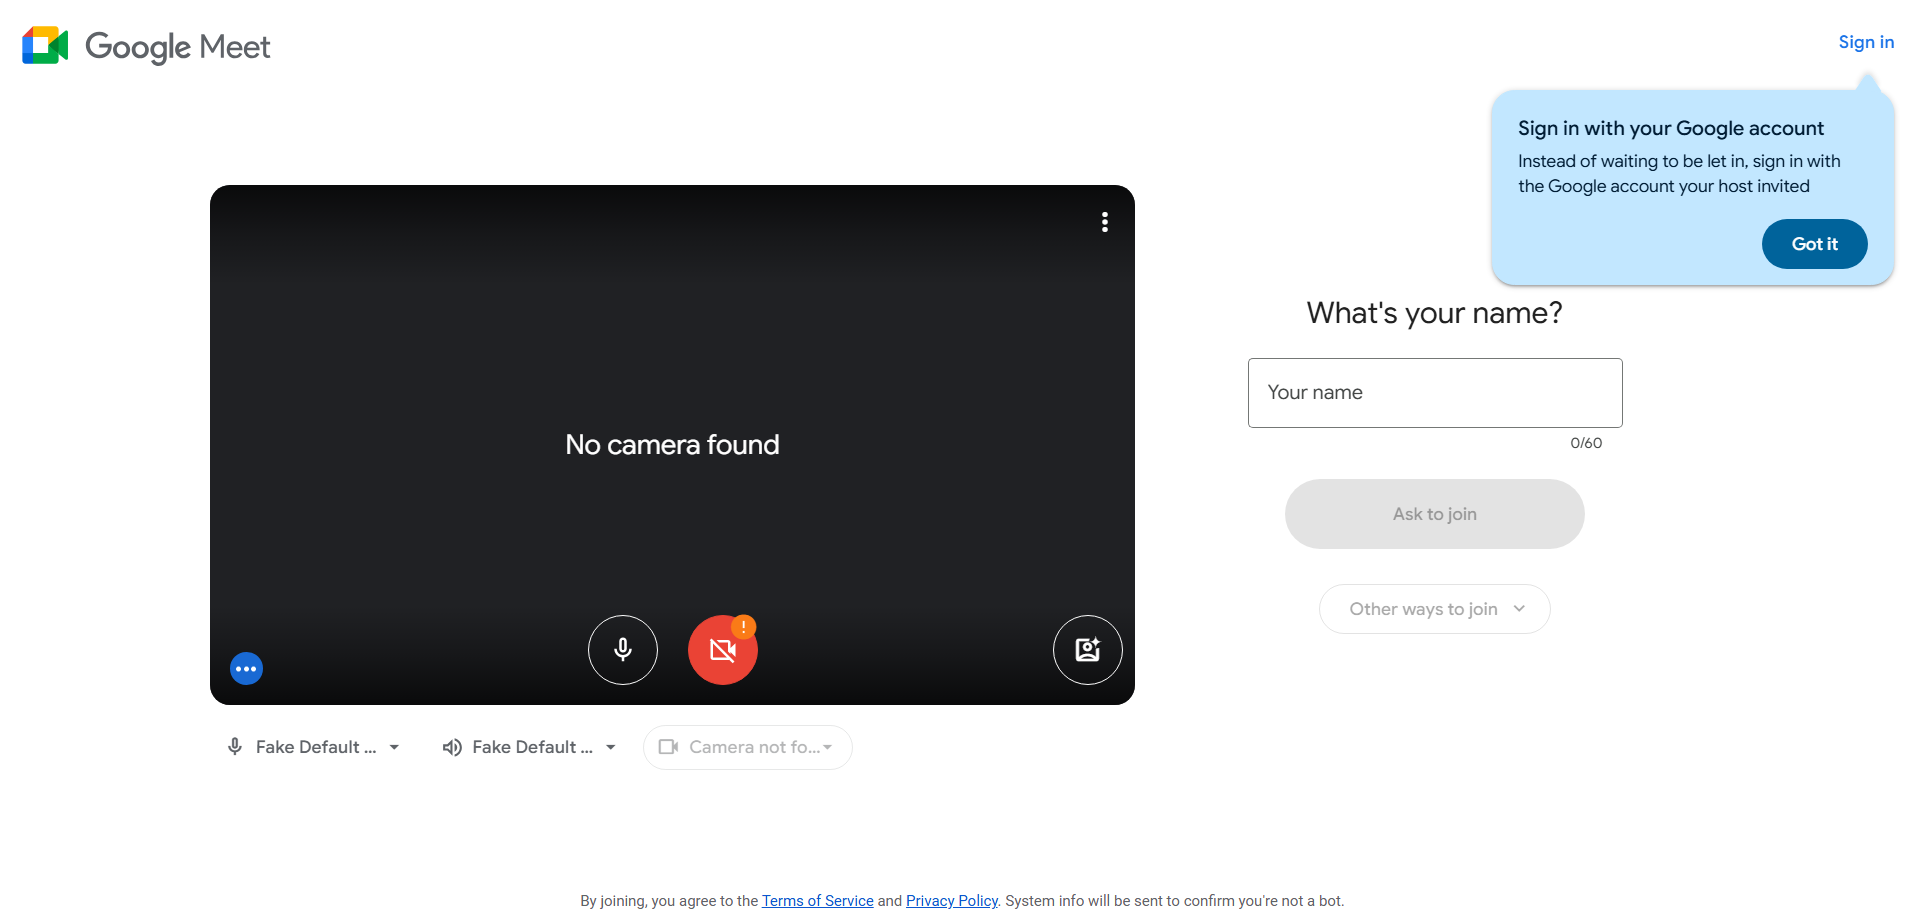 Google Meet
Sign in
Sign in with your Google account
Instead of waiting to be let in, sign in with
the Google account your host invited
Got it
No camera found
!
What's your name?
Your name
0/60
Ask to join
Other ways to join
Fake Default ...
Fake Default ...
Camera not fo...
By joining, you agree to the Terms of Service and Privacy Policy. System info will be sent to confirm you're not a bot.